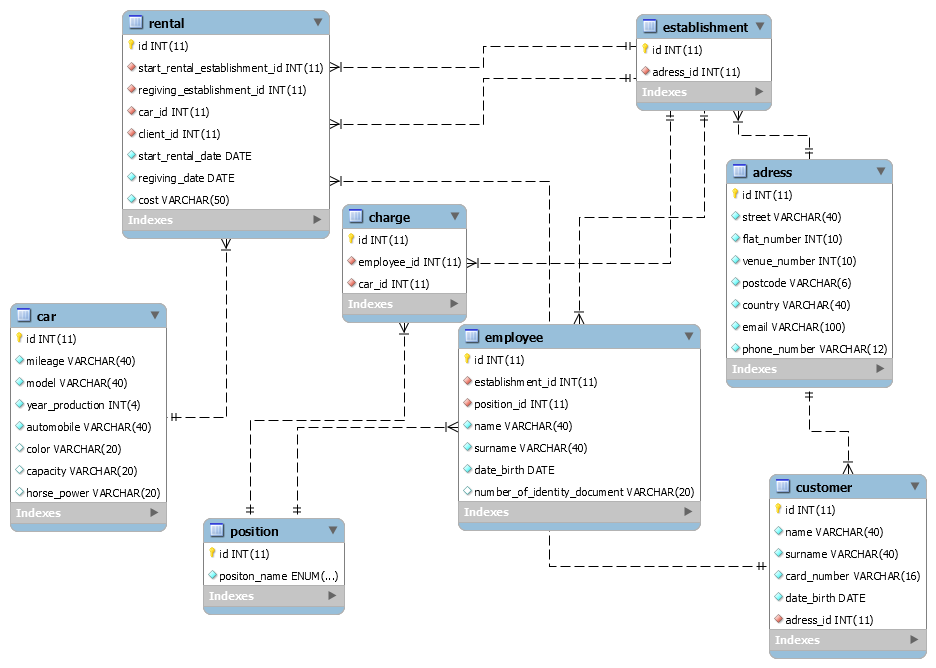 rental
id INT(11)
start_rental_establishment_id INT(11)
regiving_establishment_id INT(11)
car_id INT(11)
client_id INT(11)
start_rental_date DATE
regiving_date DATE
cost VARCHAR(50)
Indexes
establishment
id INT(11)
adress_id INT(11)
Indexes
adress
id INT(11)
street VARCHAR(40)
flat_number INT(10)
venue_number INT(10)
postcode VARCHAR(6)
country VARCHAR(40)
email VARCHAR(100)
phone_number VARCHAR(12)
Indexes
charge
id INT(11)
employee_id INT(11)
car_id INT(11)
Indexes
car
id INT(11)
mileage VARCHAR(40)
model VARCHAR(40)
year_production INT(4)
automobile VARCHAR(40)
color VARCHAR(20)
capacity VARCHAR(20)
horse_power VARCHAR(20)
Indexes
employee
id INT(11)
establishment_id INT(11)
position_id INT(11)
name VARCHAR(40)
surname VARCHAR(40)
date_birth DATE
number_of_identity_document VARCHAR(20)
Indexes
position
id INT(11)
positon_name ENUM(...)
Indexes
customer
id INT(11)
name VARCHAR(40)
surname VARCHAR(40)
card_number VARCHAR(16)
date_birth DATE
adress_id INT(11)
Indexes